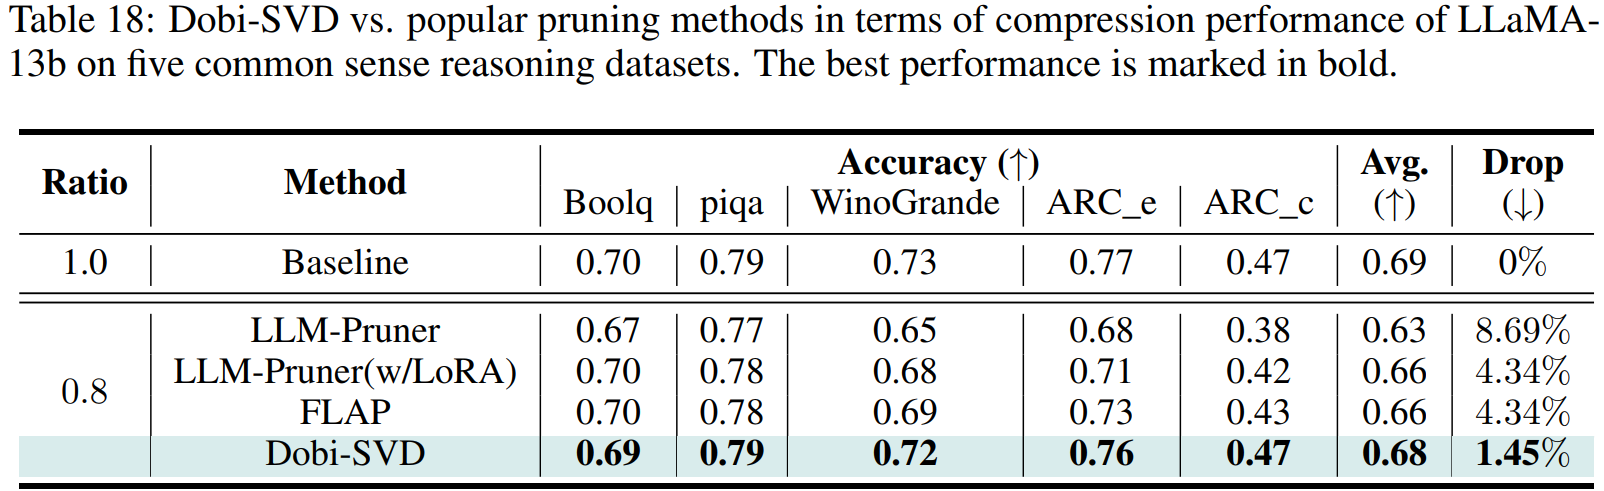 Table 18: Dobi-SVD vs. popular pruning methods in terms of compression performance of LLaMA-
13b on five common sense reasoning datasets. The best performance is marked in bold.
Ratio Method Accuracy (↑) Avg. (↑) Drop (↓)
Boolq piqa WinoGrande ARC_e ARC_c
1.0 Baseline 0.70 0.79 0.73 0.77 0.47 0.69 0%
0.8 LLM-Pruner 0.67 0.77 0.65 0.68 0.38 0.63 8.69%
LLM-Pruner(w/LoRA) 0.70 0.78 0.68 0.71 0.42 0.66 4.34%
FLAP 0.70 0.78 0.69 0.73 0.43 0.66 4.34%
Dobi-SVD 0.69 0.79 0.72 0.76 0.47 0.68 1.45%